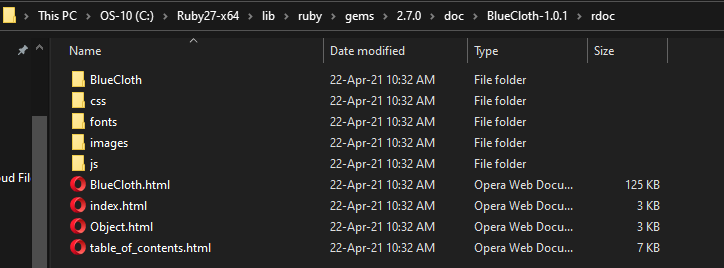 This PC > OS-10 (C:) > Ruby27-x64 > lib > ruby > gems > 2.7.0 > doc > BlueCloth-1.0.1 > rdoc
Name Date modified Type Size
BlueCloth 22-Apr-21 10:32 AM File folder
css 22-Apr-21 10:32 AM File folder
fonts 22-Apr-21 10:32 AM File folder
images 22-Apr-21 10:32 AM File folder
js 22-Apr-21 10:32 AM File folder
oud File
BlueCloth.html 22-Apr-21 10:32 AM Opera Web Docu... 125 KB
index.html 22-Apr-21 10:32 AM Opera Web Docu... 3 KB
Object.html 22-Apr-21 10:32 AM Opera Web Docu... 3 KB
table_of_contents.html 22-Apr-21 10:32 AM Opera Web Docu... 7 KB